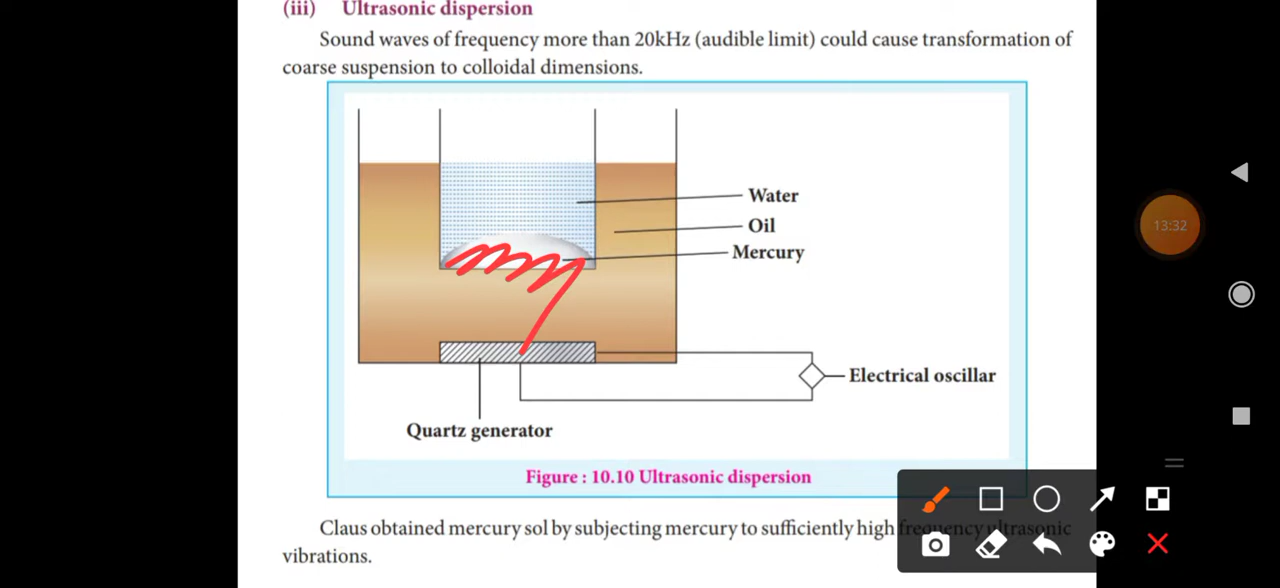 (iii) Ultrasonic dispersion
Sound waves of frequency more than 20kHz (audible limit) could cause transformation of
coarse suspension to colloidal dimensions.
Water
Oil
Mercury
13:32
Electrical oscillar
Quartz generator
Figure : 10.10 Ultrasonic dispersion
Claus obtained mercury sol by subjecting mercury to sufficiently high frequency ultrasonic
vibrations.